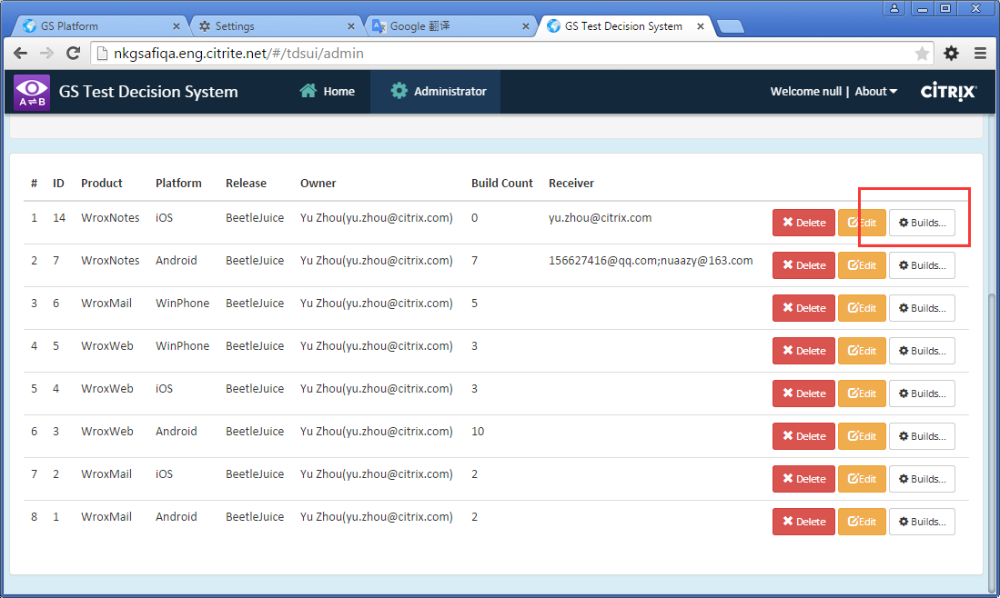 GS Platform Settings Google 翻译 GS Test Decision System
nkgsafiqa.eng.citrite.net/#/tdsui/admin
A⇌B GS Test Decision System Home Administrator Welcome null | About CITRIX
# ID Product Platform Release Owner Build Count Receiver
1 14 WroxNotes iOS BeetleJuice Yu Zhou(yu.zhou@citrix.com) 0 yu.zhou@citrix.com Delete Edit Builds...
2 7 WroxNotes Android BeetleJuice Yu Zhou(yu.zhou@citrix.com) 7 156627416@qq.com;nuaazy@163.com Delete Edit Builds...
3 6 WroxMail WinPhone BeetleJuice Yu Zhou(yu.zhou@citrix.com) 5 Delete Edit Builds...
4 5 WroxWeb WinPhone BeetleJuice Yu Zhou(yu.zhou@citrix.com) 3 Delete Edit Builds...
5 4 WroxWeb iOS BeetleJuice Yu Zhou(yu.zhou@citrix.com) 3 Delete Edit Builds...
6 3 WroxWeb Android BeetleJuice Yu Zhou(yu.zhou@citrix.com) 10 Delete Edit Builds...
7 2 WroxMail iOS BeetleJuice Yu Zhou(yu.zhou@citrix.com) 2 Delete Edit Builds...
8 1 WroxMail Android BeetleJuice Yu Zhou(yu.zhou@citrix.com) 2 Delete Edit Builds...